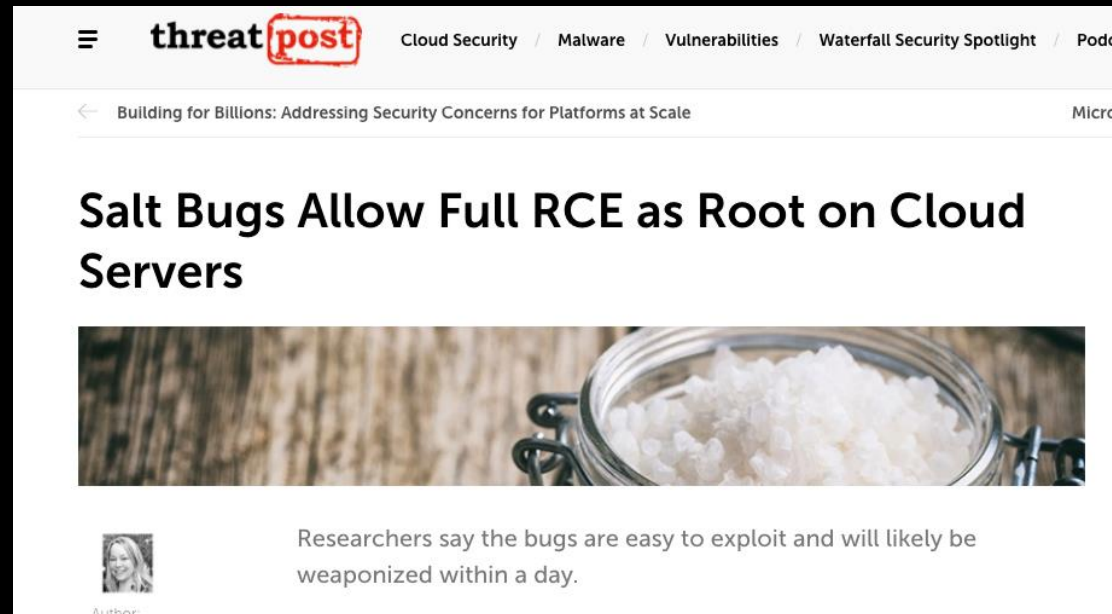 threatpost
Cloud Security / Malware / Vulnerabilities / Waterfall Security Spotlight /
Building for Billions: Addressing Security Concerns for Platforms at Scale
Salt Bugs Allow Full RCE as Root on Cloud
Servers
Researchers say the bugs are easy to exploit and will likely be
weaponized within a day.
Author: